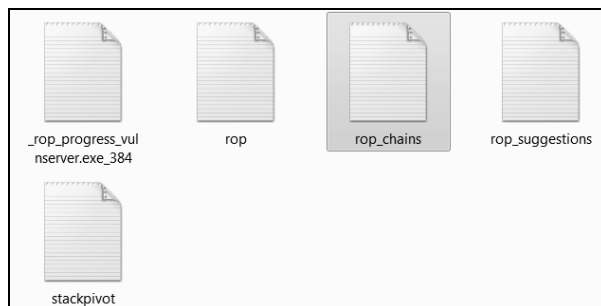 _rop_progress_vul
nserver.exe_384
rop
rop_chains
rop_suggestions
stackpivot